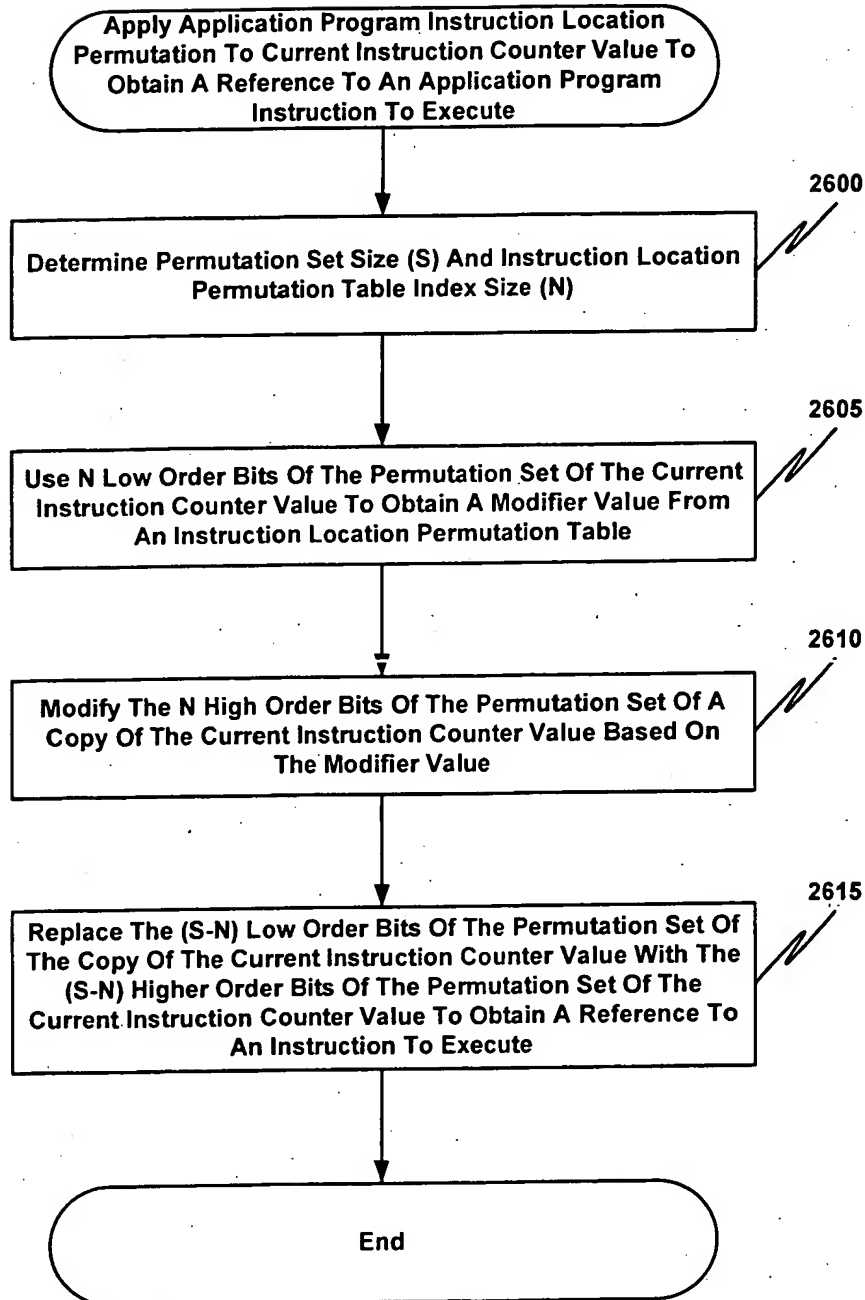 Apply Application Program Instruction Location
Permutation To Current Instruction Counter Value To
Obtain A Reference To An Application Program
Instruction To Execute
2600
Determine Permutation Set Size (S) And Instruction Location
Permutation Table Index Size (N)
2605
Use N Low Order Bits Of The Permutation Set Of The Current
Instruction Counter Value To Obtain A Modifier Value From
An Instruction Location Permutation Table
2610
Modify The N High Order Bits Of The Permutation Set Of A
Copy Of The Current Instruction Counter Value Based On
The Modifier Value
2615
Replace The (S-N) Low Order Bits Of The Permutation Set Of
The Copy Of The Current Instruction Counter Value With The
(S-N) Higher Order Bits Of The Permutation Set Of The
Current Instruction Counter Value To Obtain A Reference To
An Instruction To Execute
End